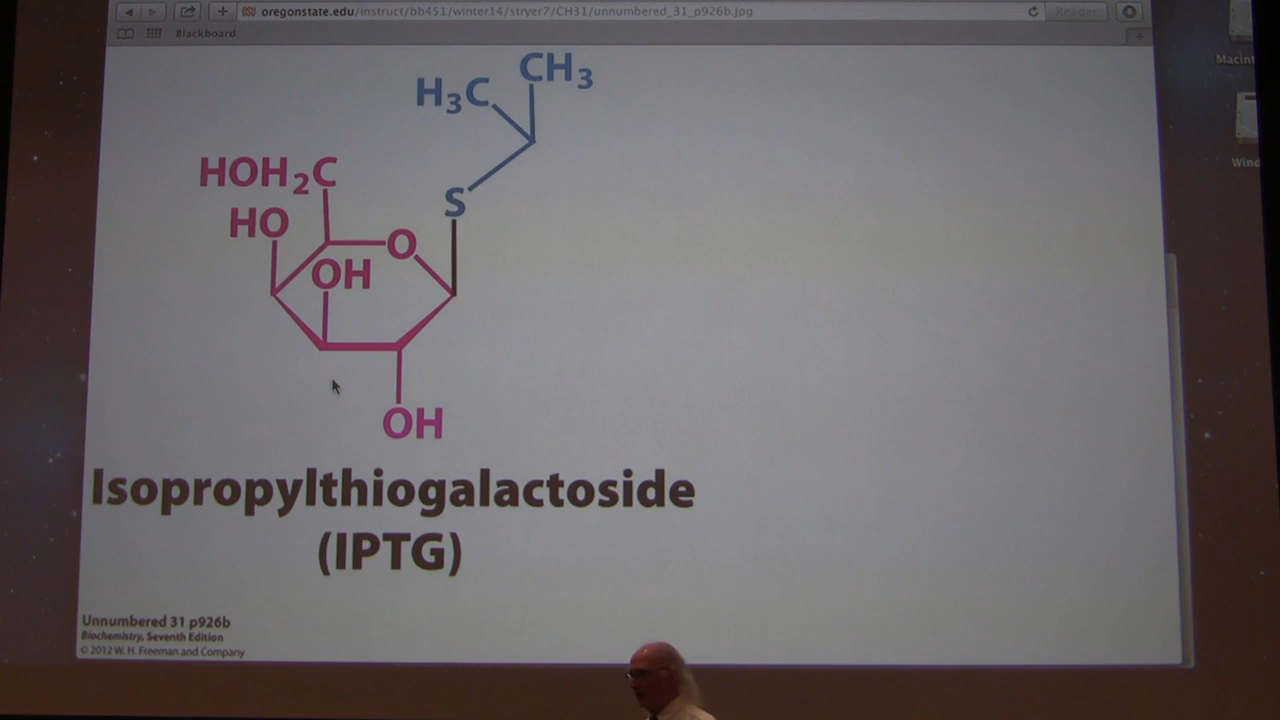 oregonstate.edu/instruct/bb451/winter14/stryer7/CH31/unnumbered_31_p926b.jpg
Reader
Blackboard
Macint
Wind
CH3
H3C
HOH2C
S
HO
O
OH
OH
Isopropylthiogalactoside
(IPTG)
Unnumbered 31 p926b
Biochemistry, Seventh Edition
© 2012 W. H. Freeman and Company